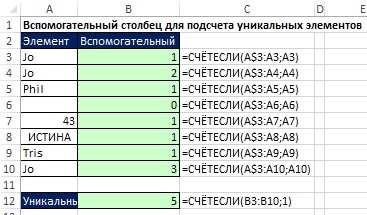 A B C D E
1 Вспомогательный столбец для подсчета уникальных элементов
2 Элемент Вспомогательный
3 Jo 1 =СЧЁТЕСЛИ(A$3:A3;A3)
4 Jo 2 =СЧЁТЕСЛИ(A$3:A4;A4)
5 Phil 1 =СЧЁТЕСЛИ(A$3:A5;A5)
6 0 =СЧЁТЕСЛИ(A$3:A6;A6)
7 43 1 =СЧЁТЕСЛИ(A$3:A7;A7)
8 ИСТИНА 1 =СЧЁТЕСЛИ(A$3:A8;A8)
9 Tris 1 =СЧЁТЕСЛИ(A$3:A9;A9)
10 Jo 3 =СЧЁТЕСЛИ(A$3:A10;A10)
11
12 Уникальнь 5 =СЧЁТЕСЛИ(B3:B10;1)